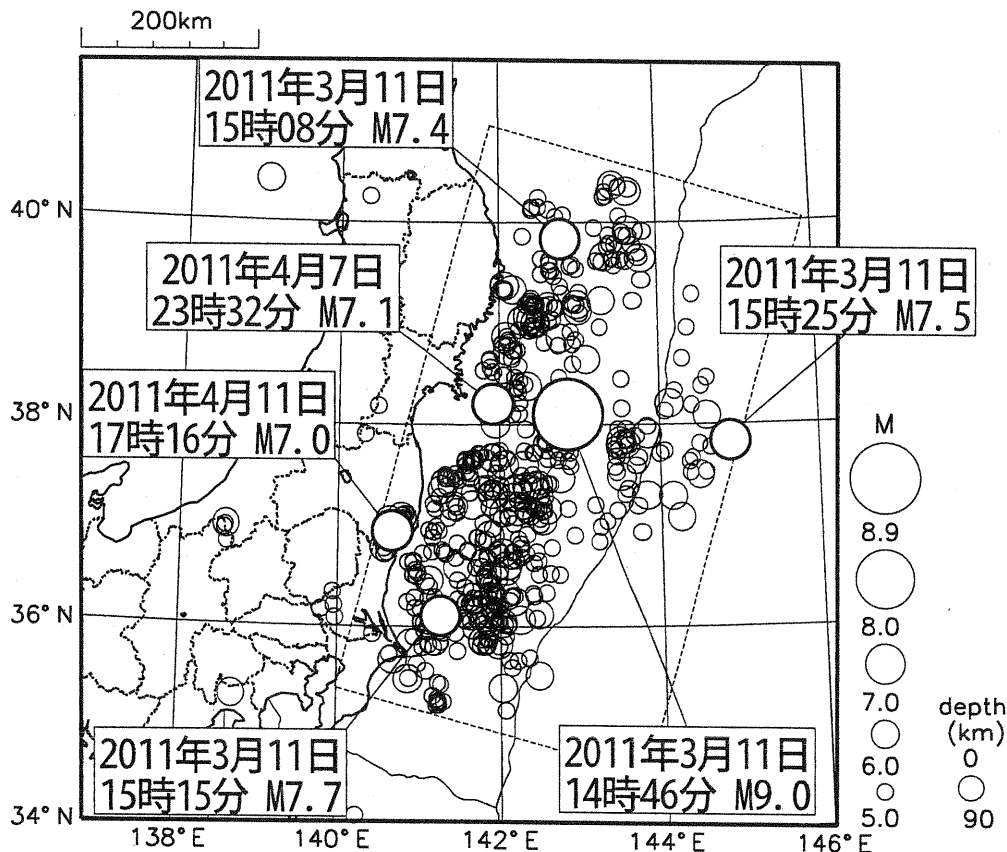 200km
2011年3月11日
15時08分 M7.4
40°N
2011年4月7日
23時32分 M7.1
2011年3月11日
15時25分 M7.5
38°N
2011年4月11日
17時16分 M7.0
M
8.9
8.0
7.0
6.0
5.0
depth
(km)
0
90
36°N
2011年3月11日
15時15分 M7.7
2011年3月11日
14時46分 M9.0
34°N
138°E
140°E
142°E
144°E
146°E